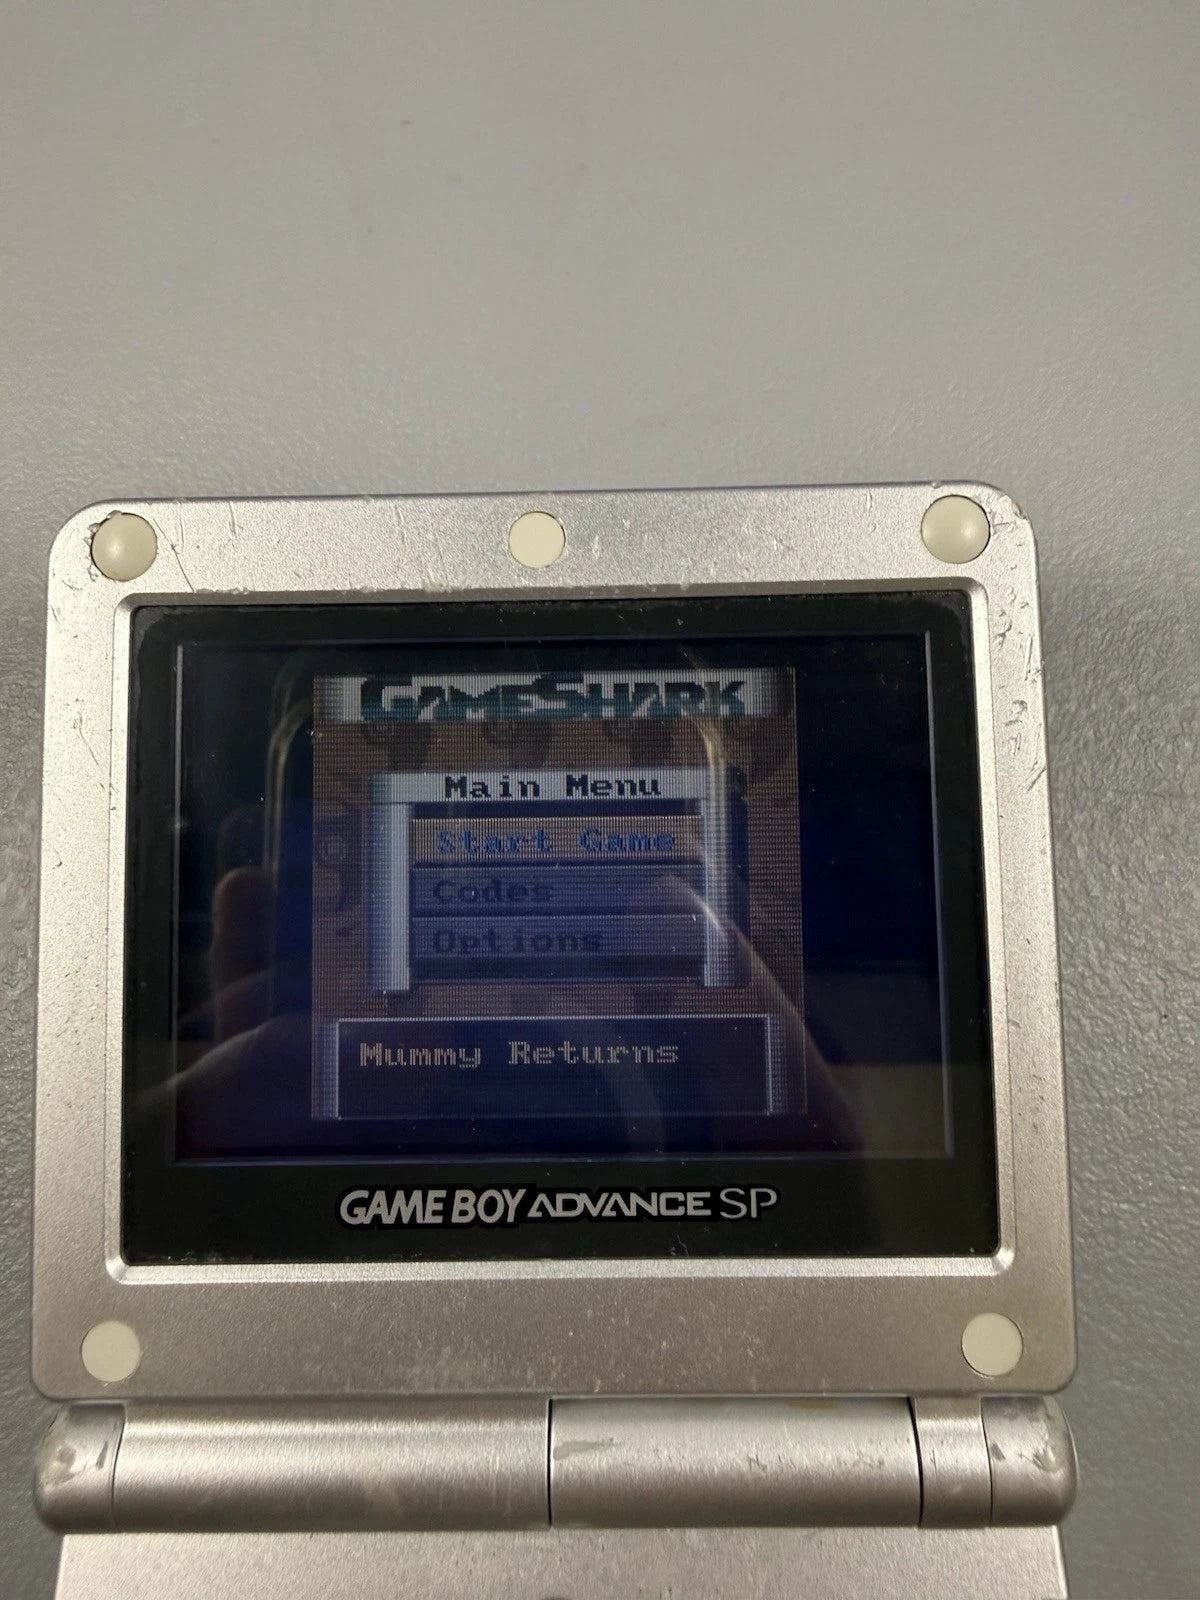 GAMESHARK
Main Menu
Start Game
Codes
Options
Mummy Returns
GAME BOY ADVANCE SP